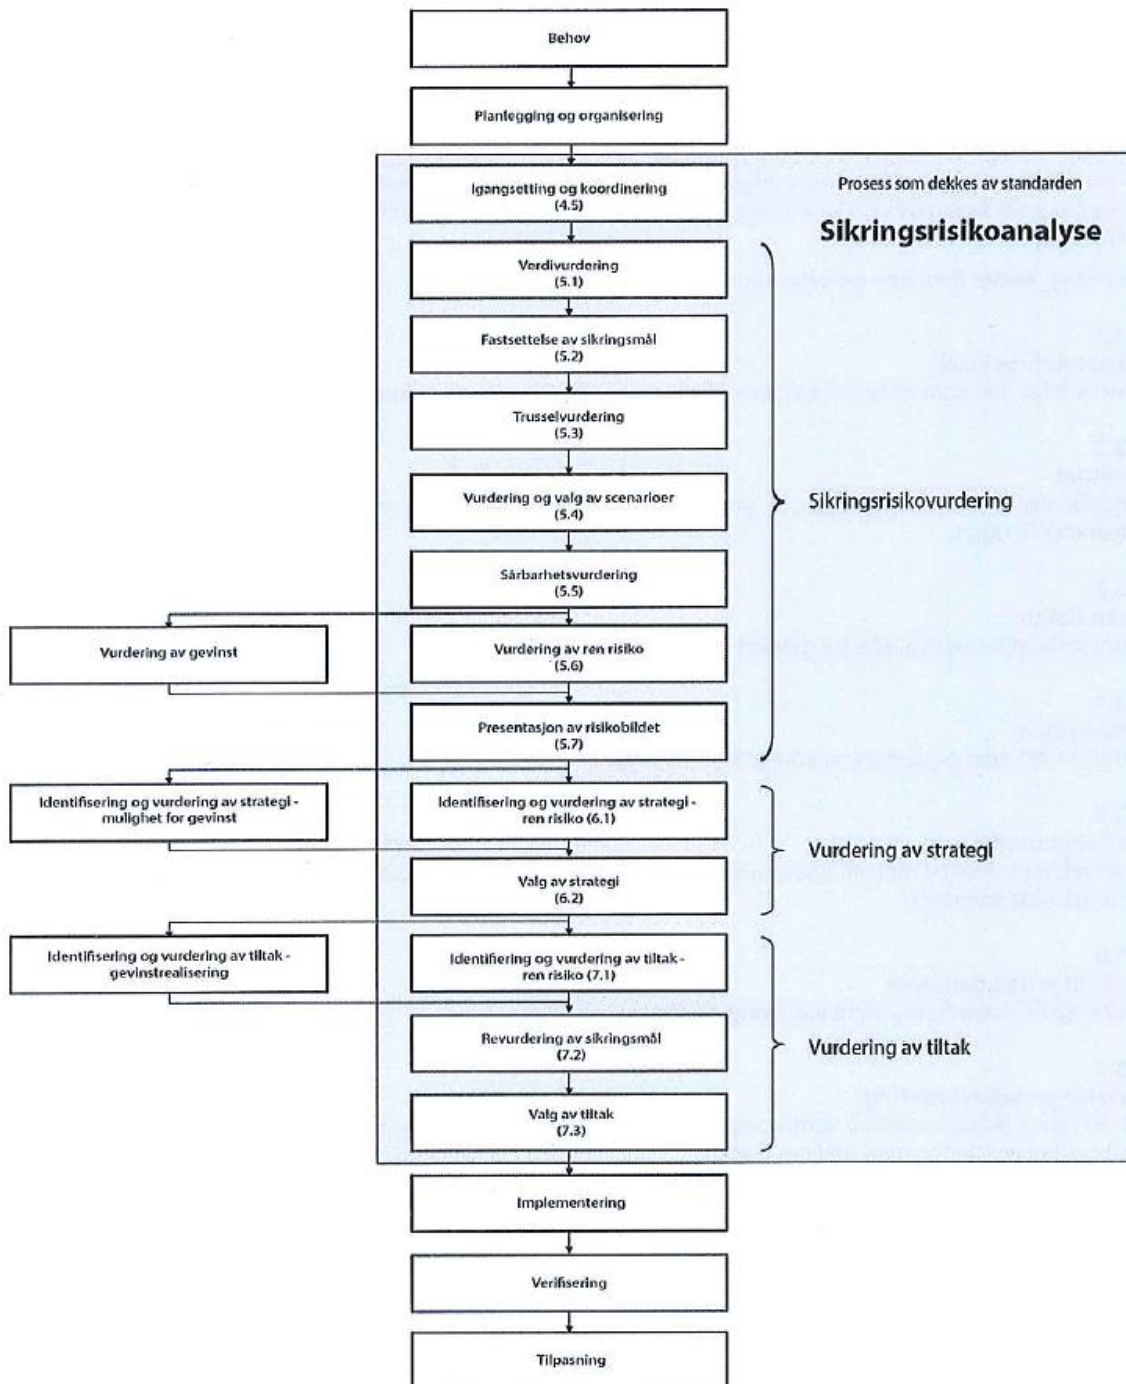 Behov
Planlegging og organisering
Igangsetting og koordinering
(4.5)
Prosess som dekkes av standarden
Sikringsrisikoanalyse
Verdivurdering
(5.1)
Fastsettelse av sikringsmål
(5.2)
Trusselvurdering
(5.3)
Vurdering og valg av scenarioer
(5.4)
Sikringsrisikovurdering
Sårbarhetsvurdering
(5.5)
Vurdering av gevinst
Vurdering av ren risiko
(5.6)
Presentasjon av risikobildet
(5.7)
Identifisering og vurdering av strategi -
mulighet for gevinst
Identifisering og vurdering av strategi -
ren risiko (6.1)
Vurdering av strategi
Valg av strategi
(6.2)
Identifisering og vurdering av tiltak -
gevinstrealisering
Identifiering og vurdering av tiltak -
ren risiko (7.1)
Revurdering av sikringsmål
(7.2)
Vurdering av tiltak
Valg av tiltak
(7.3)
Implementering
Verifisering
Tilpasning